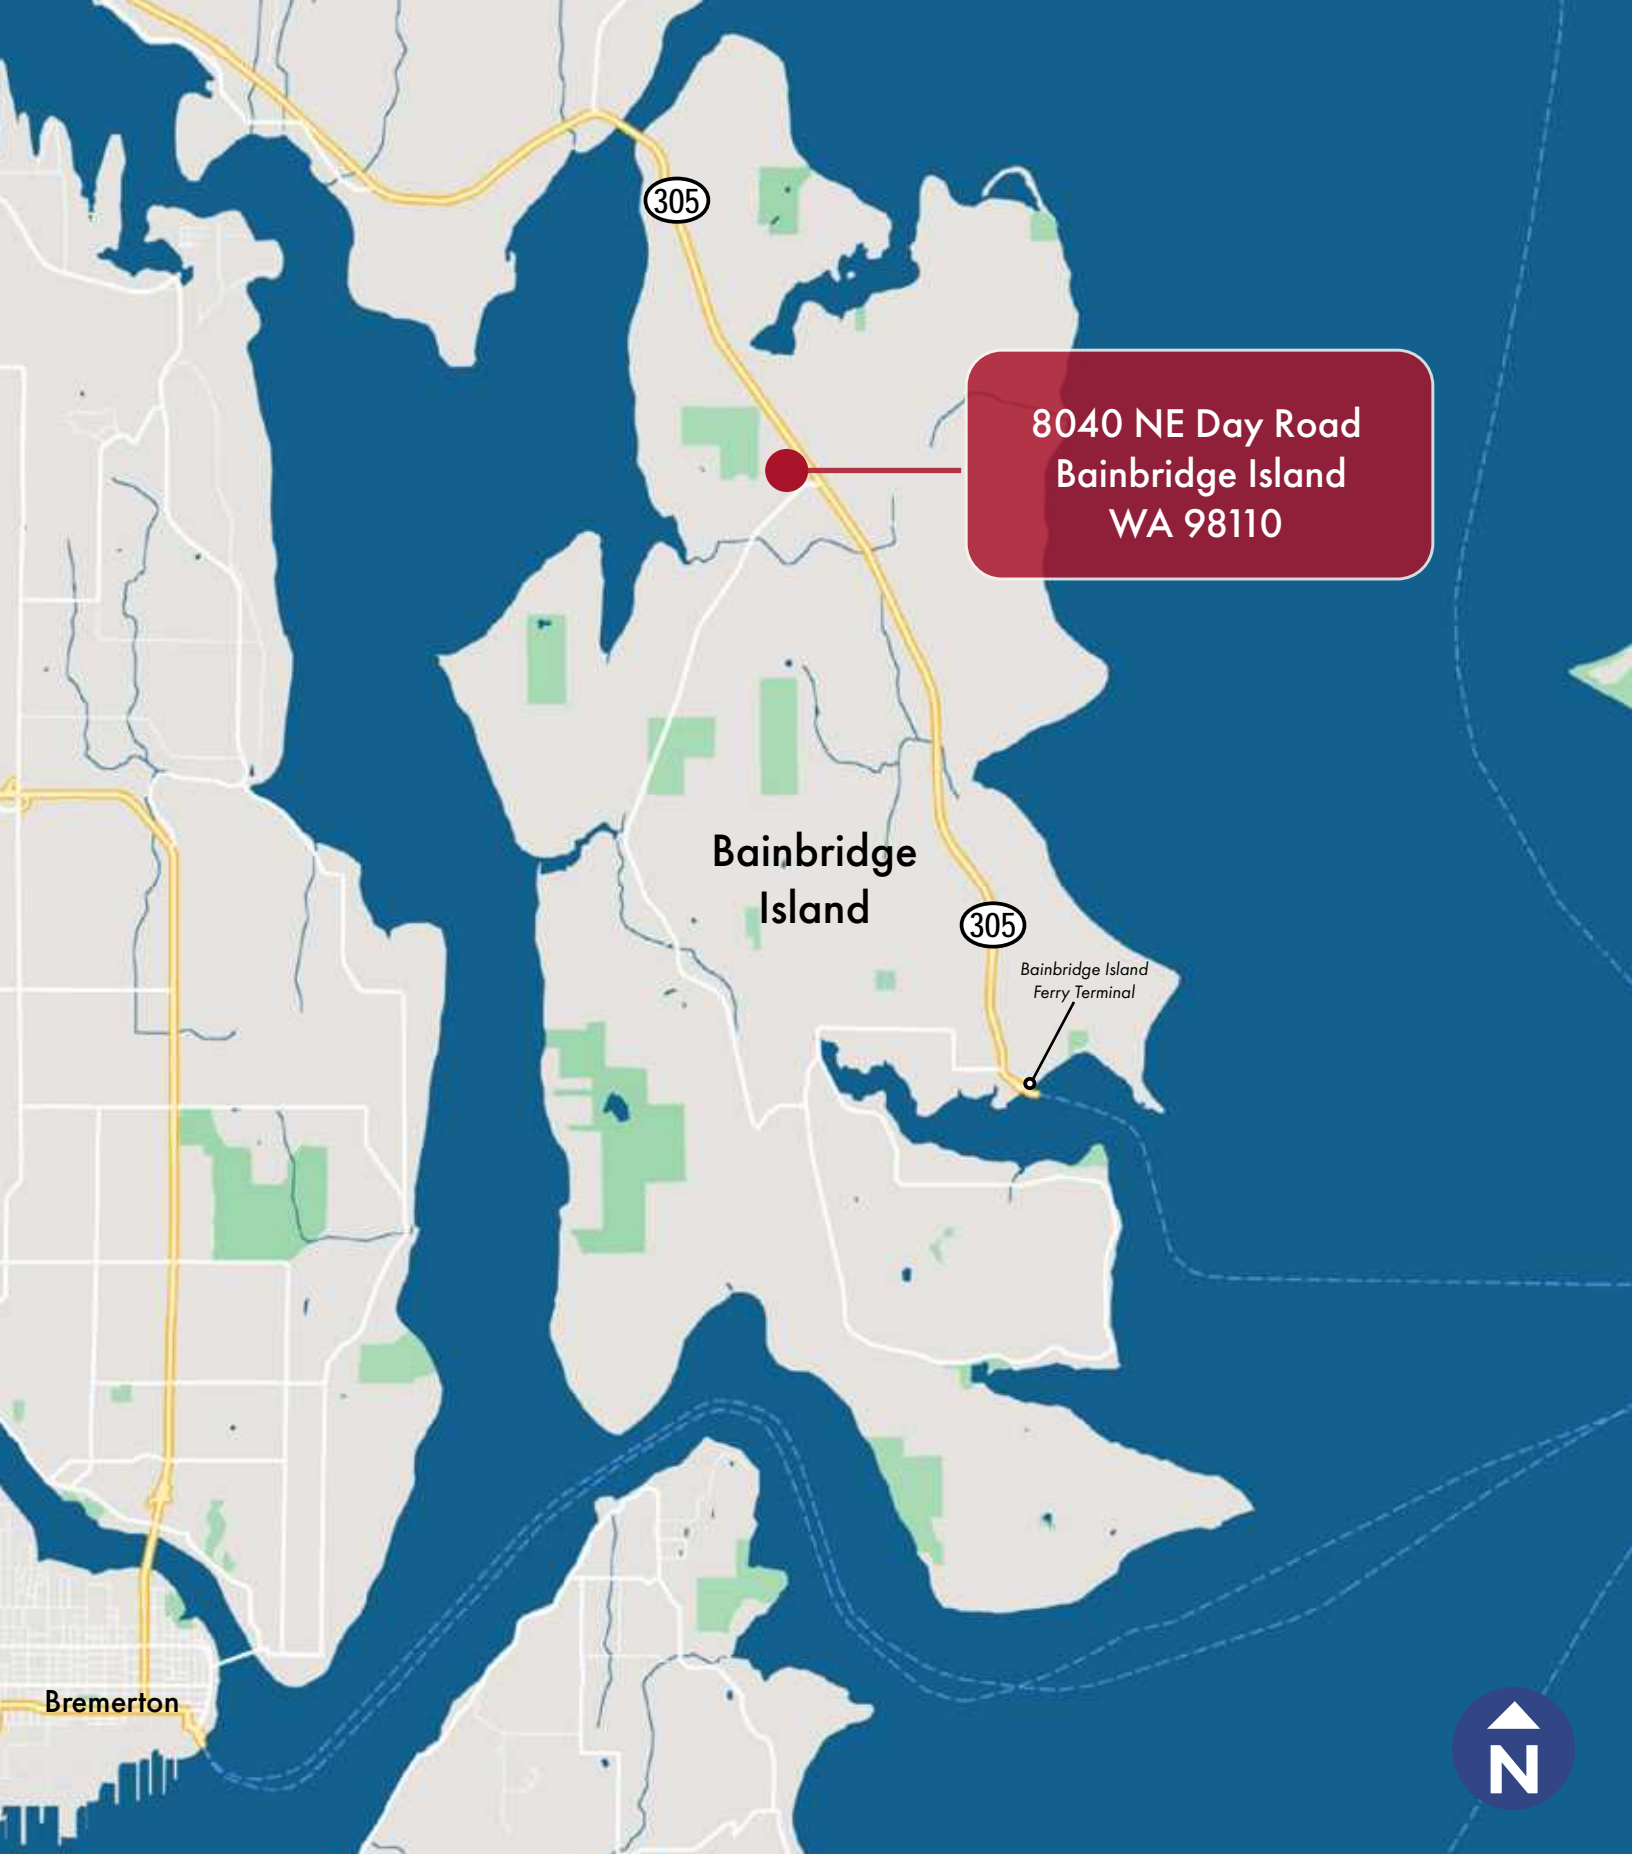 305
8040 NE Day Road
Bainbridge Island
WA 98110
Bainbridge
Island
305
Bainbridge Island
Ferry Terminal
Bremerton
N